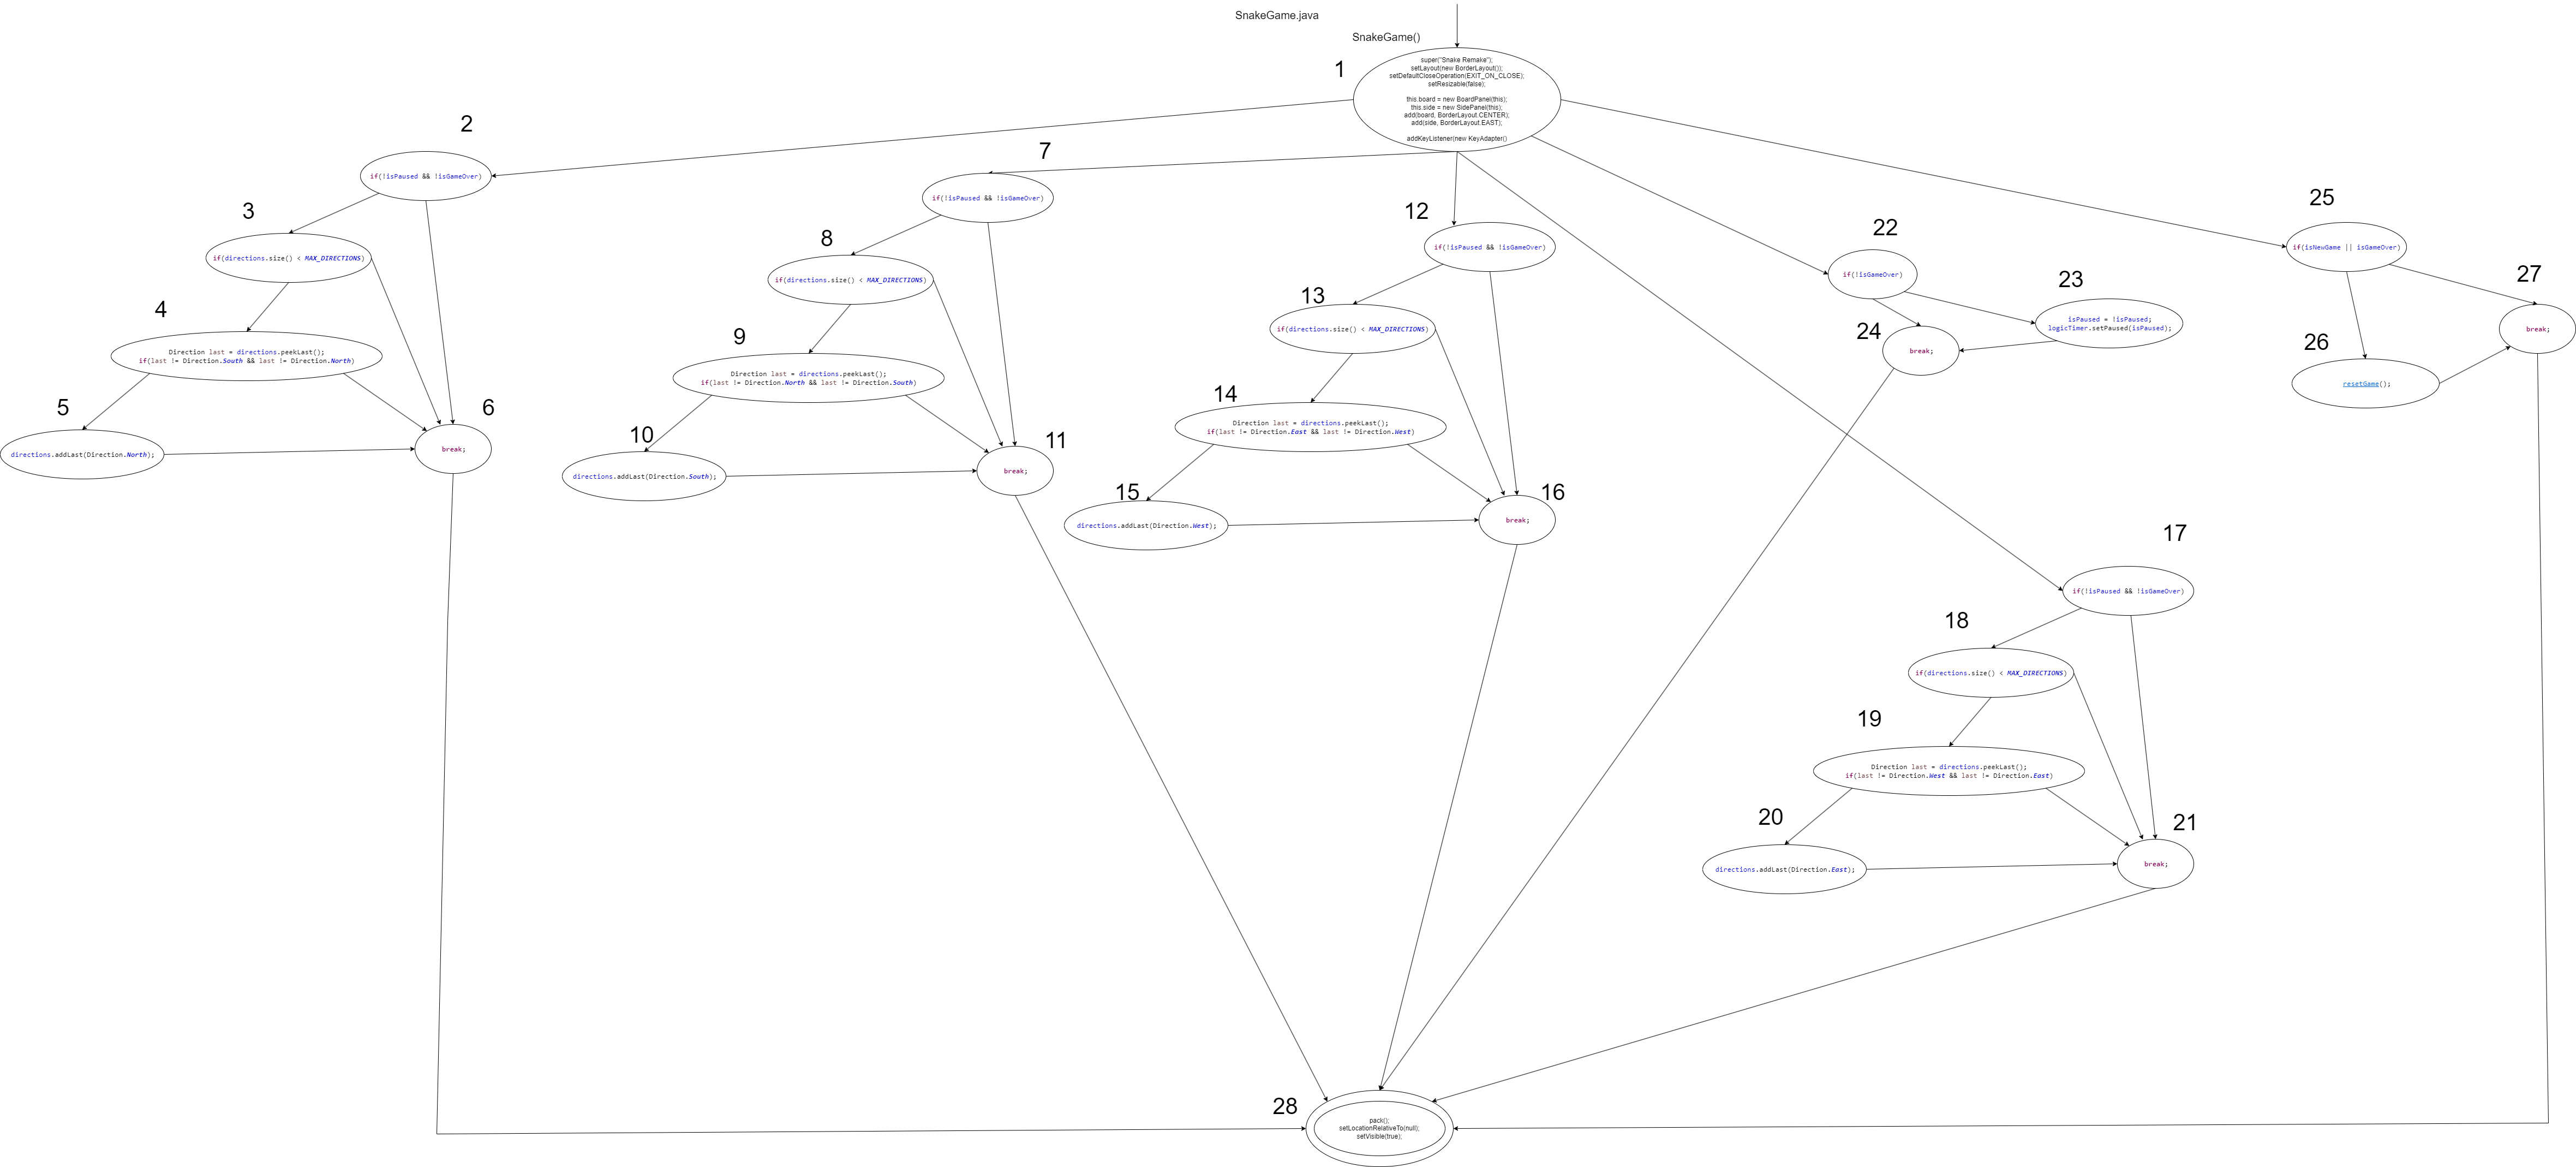 SnakeGame.java
SnakeGame()
1
super("Snake Remake");
setLayout(new BorderLayout());
setDefaultCloseOperation(EXIT_ON_CLOSE);
setResizable(false);
this.board = new BoardPanel(this);
this.side = new SidePanel(this);
add(board, BorderLayout.CENTER);
add(side, BorderLayout.EAST);
addKeyListener(new KeyAdapter()
2
if(!isPaused && !isGameOver)
3
if(directions.size() < MAX_DIRECTIONS)
4
Direction last = directions.peekLast();
if(last != Direction.South && last != Direction.North)
5
directions.addLast(Direction.North);
6
break;
7
if(!isPaused && !isGameOver)
8
if(directions.size() < MAX_DIRECTIONS)
9
Direction last = directions.peekLast();
if(last != Direction.North && last != Direction.South)
10
directions.addLast(Direction.South);
11
break;
12
if(!isPaused && !isGameOver)
13
if(directions.size() < MAX_DIRECTIONS)
14
Direction last = directions.peekLast();
if(last != Direction.East && last != Direction.West)
15
directions.addLast(Direction.West);
16
break;
22
if(!isGameOver)
23
isPaused = !isPaused;
logicTimer.setPaused(isPaused);
24
break;
25
if(isNewGame || isGameOver)
26
resetGame();
27
break;
17
if(!isPaused && !isGameOver)
18
if(directions.size() < MAX_DIRECTIONS)
19
Direction last = directions.peekLast();
if(last != Direction.West && last != Direction.East)
20
directions.addLast(Direction.East);
21
break;
28
pack();
setLocationRelativeTo(null);
setVisible(true);